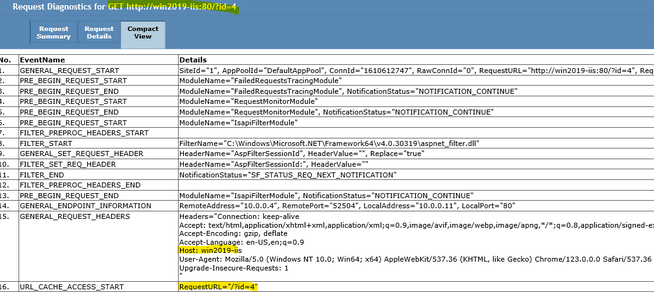 Request Diagnostics for GET http://win2019-iis:80/?id=4
Request Summary
Request Details
Compact View
No. EventName Details
1. GENERAL_REQUEST_START SiteId="1", AppPoolId="DefaultAppPool", ConnId="1610612747", RawConnId="0", RequestURL="http://win2019-iis:80/?id=4", Req
2. PRE_BEGIN_REQUEST_START ModuleName="FailedRequestsTracingModule"
3. PRE_BEGIN_REQUEST_END ModuleName="FailedRequestsTracingModule", NotificationStatus="NOTIFICATION_CONTINUE"
4. PRE_BEGIN_REQUEST_START ModuleName="RequestMonitorModule"
5. PRE_BEGIN_REQUEST_END ModuleName="RequestMonitorModule", NotificationStatus="NOTIFICATION_CONTINUE"
6. PRE_BEGIN_REQUEST_START ModuleName="IsapiFilterModule"
7. FILTER_PREPROC_HEADERS_START
8. FILTER_START FilterName="C:\Windows\Microsoft.NET\Framework64\v4.0.30319\aspnet_filter.dll"
9. GENERAL_SET_REQUEST_HEADER HeaderName="AspFilterSessionId", HeaderValue="", Replace="true"
10. FILTER_SET_REQ_HEADER HeaderName="AspFilterSessionId:", HeaderValue=""
11. FILTER_END NotificationStatus="SF_STATUS_REQ_NEXT_NOTIFICATION"
12. FILTER_PREPROC_HEADERS_END
13. PRE_BEGIN_REQUEST_END ModuleName="IsapiFilterModule", NotificationStatus="NOTIFICATION_CONTINUE"
14. GENERAL_ENDPOINT_INFORMATION RemoteAddress="10.0.0.4", RemotePort="52504", LocalAddress="10.0.0.11", LocalPort="80"
15. GENERAL_REQUEST_HEADERS Headers="Connection: keep-alive
Accept: text/html,application/xhtml+xml,application/xml;q=0.9,image/avif,image/webp,image/apng,*/*;q=0.8,application/signed-e
Accept-Encoding: gzip, deflate
Accept-Language: en-US,en;q=0.9
Host: win2019-iis
User-Agent: Mozilla/5.0 (Windows NT 10.0; Win64; x64) AppleWebKit/537.36 (KHTML, like Gecko) Chrome/123.0.0.0 Safari/537.36
Upgrade-Insecure-Requests: 1
"
16. URL_CACHE_ACCESS_START RequestURL="/?id=4"